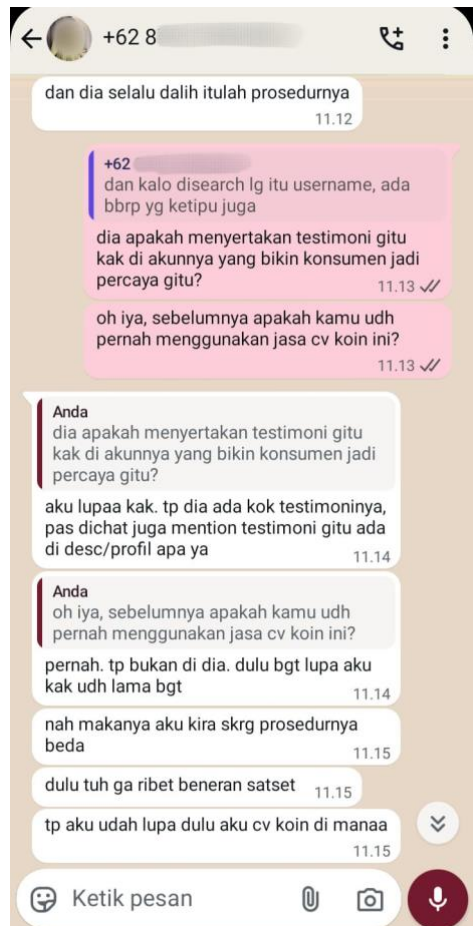 +62 8
dan dia selalu dalih itulah prosedurnya
11.12
+62
dan kalo disearch lg itu username, ada
bbrp yg ketipu juga
dia apakah menyertakan testimoni gitu
kak di akunnya yang bikin konsumen jadi
percaya gitu?
11.13
oh iya, sebelumnya apakah kamu udh
pernah menggunakan jasa cv koin ini?
11.13
Anda
dia apakah menyertakan testimoni gitu
kak di akunnya yang bikin konsumen jadi
percaya gitu?
aku lupaa kak. tp dia ada kok testimoninya,
pas dichat juga mention testimoni gitu ada
di desc/profil apa ya
11.14
Anda
oh iya, sebelumnya apakah kamu udh
pernah menggunakan jasa cv koin ini?
pernah. tp bukan di dia. dulu bgt lupa aku
kak udh lama bgt
11.14
nah makanya aku kira skrg prosedurnya
beda
11.15
dulu tuh ga ribet beneran satset 11.15
tp aku udah lupa dulu aku cv koin di manaa
11.15
Ketik pesan